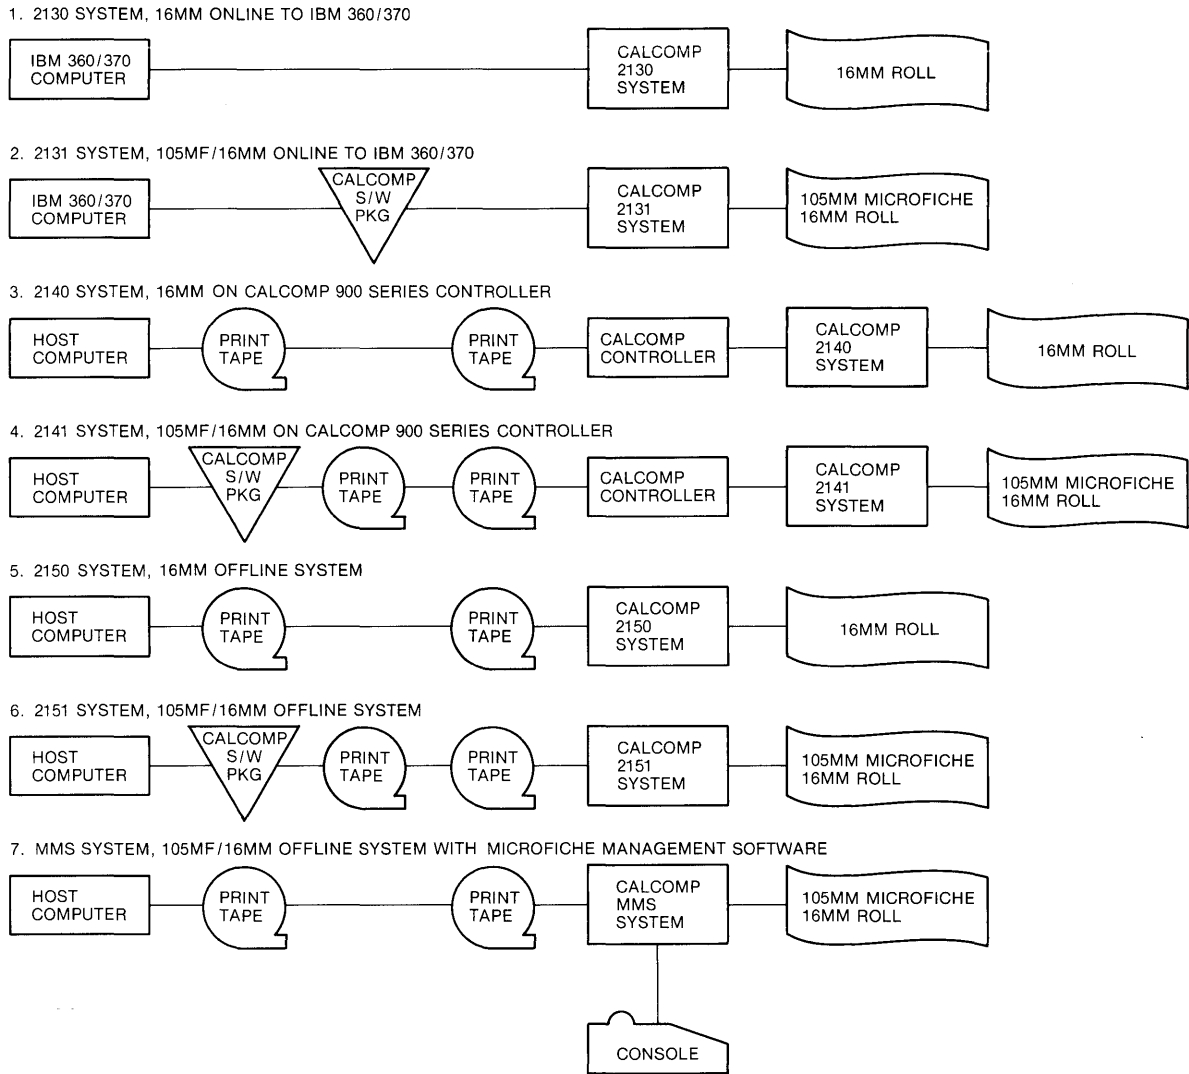 1. 2130 SYSTEM, 16MM ONLINE TO IBM 360/370
IBM 360/370
COMPUTER
CALCOMP
2130
SYSTEM
16MM ROLL
2. 2131 SYSTEM, 105MF/16MM ONLINE TO IBM 360/370
IBM 360/370
COMPUTER
CALCOMP
S/W
PKG
CALCOMP
2131
SYSTEM
105MM MICROFICHE
16MM ROLL
3. 2140 SYSTEM, 16MM ON CALCOMP 900 SERIES CONTROLLER
HOST
COMPUTER
PRINT
TAPE
PRINT
TAPE
CALCOMP
CONTROLLER
CALCOMP
2140
SYSTEM
16MM ROLL
4. 2141 SYSTEM, 105MF/16MM ON CALCOMP 900 SERIES CONTROLLER
HOST
COMPUTER
CALCOMP
S/W
PKG
PRINT
TAPE
PRINT
TAPE
CALCOMP
CONTROLLER
CALCOMP
2141
SYSTEM
105MM MICROFICHE
16MM ROLL
5. 2150 SYSTEM, 16MM OFFLINE SYSTEM
HOST
COMPUTER
PRINT
TAPE
PRINT
TAPE
CALCOMP
2150
SYSTEM
16MM ROLL
6. 2151 SYSTEM, 105MF/16MM OFFLINE SYSTEM
HOST
COMPUTER
CALCOMP
S/W
PKG
PRINT
TAPE
PRINT
TAPE
CALCOMP
2151
SYSTEM
105MM MICROFICHE
16MM ROLL
7. MMS SYSTEM, 105MF/16MM OFFLINE SYSTEM WITH MICROFICHE MANAGEMENT SOFTWARE
HOST
COMPUTER
PRINT
TAPE
PRINT
TAPE
CALCOMP
MMS
SYSTEM
105MM MICROFICHE
16MM ROLL
CONSOLE